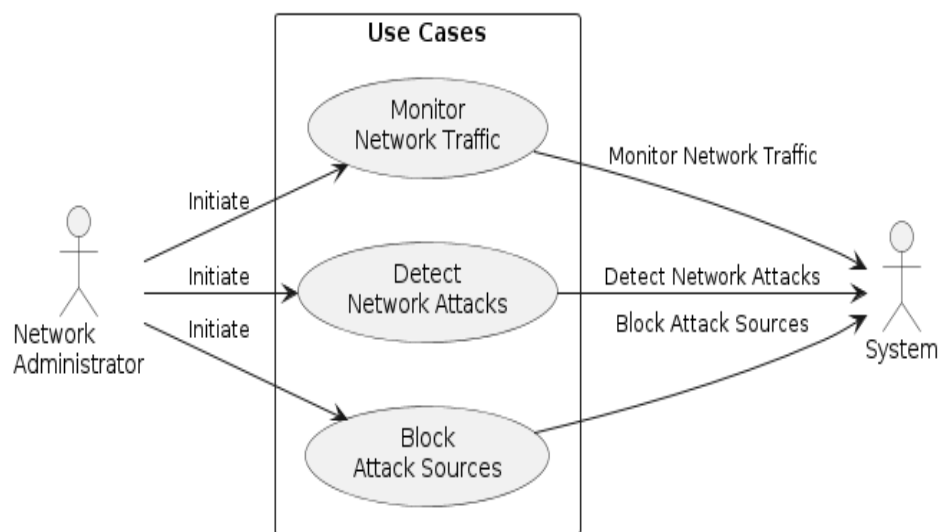 Use Cases
Monitor
Network Traffic
Monitor Network Traffic
Initiate
Detect
Network Attacks
Initiate
Detect Network Attacks
Initiate
Block Attack Sources
Network
Administrator
System
Block
Attack Sources